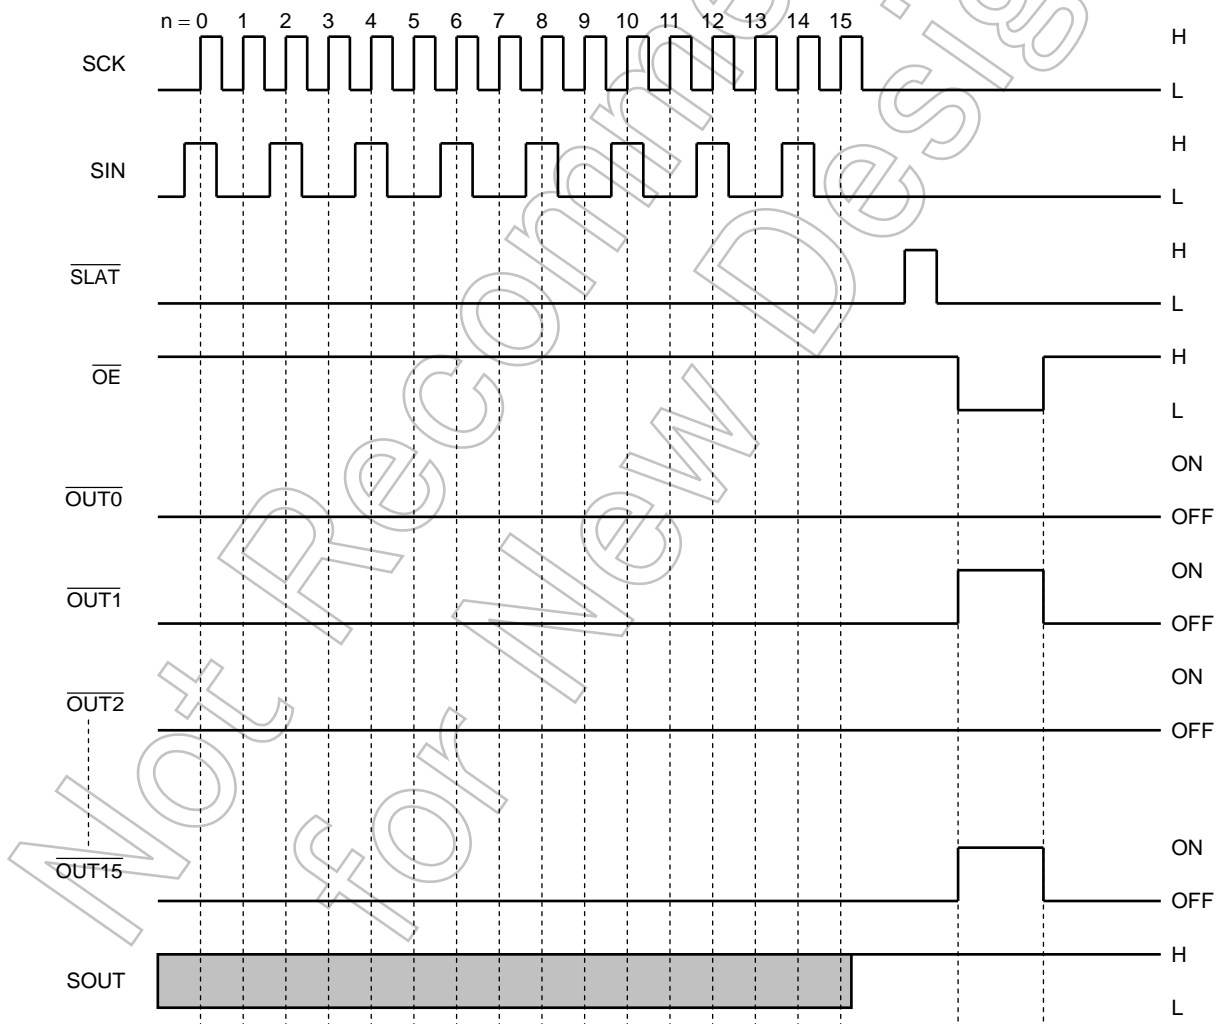 n = 0 1 2 3 4 5 6 7 8 9 10 11 12 13 14 15
SCK H L
SIN H L
SLAT H L
OE H L
OUT0 ON OFF
OUT1 ON OFF
OUT2 ON OFF
OUT15 ON OFF
SOUT H L
Not Recommended
for New Design